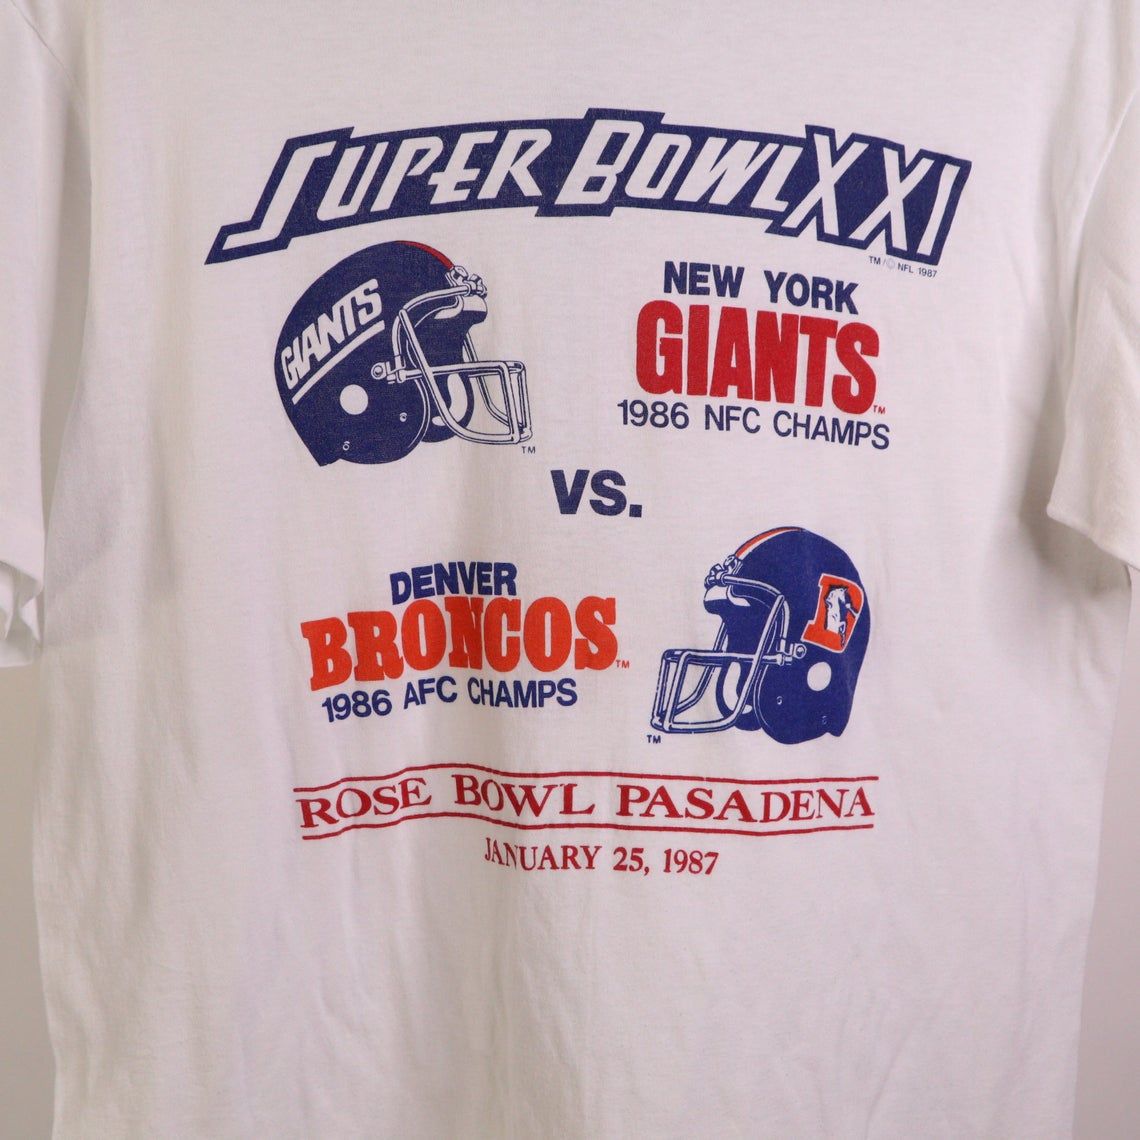 SUPER BOWL XXI
TM/© NFL 1987
GIANTS
TM
NEW YORK
GIANTS TM
1986 NFC CHAMPS
VS.
DENVER
BRONCOS TM
1986 AFC CHAMPS
D
TM
ROSE BOWL PASADENA
JANUARY 25, 1987